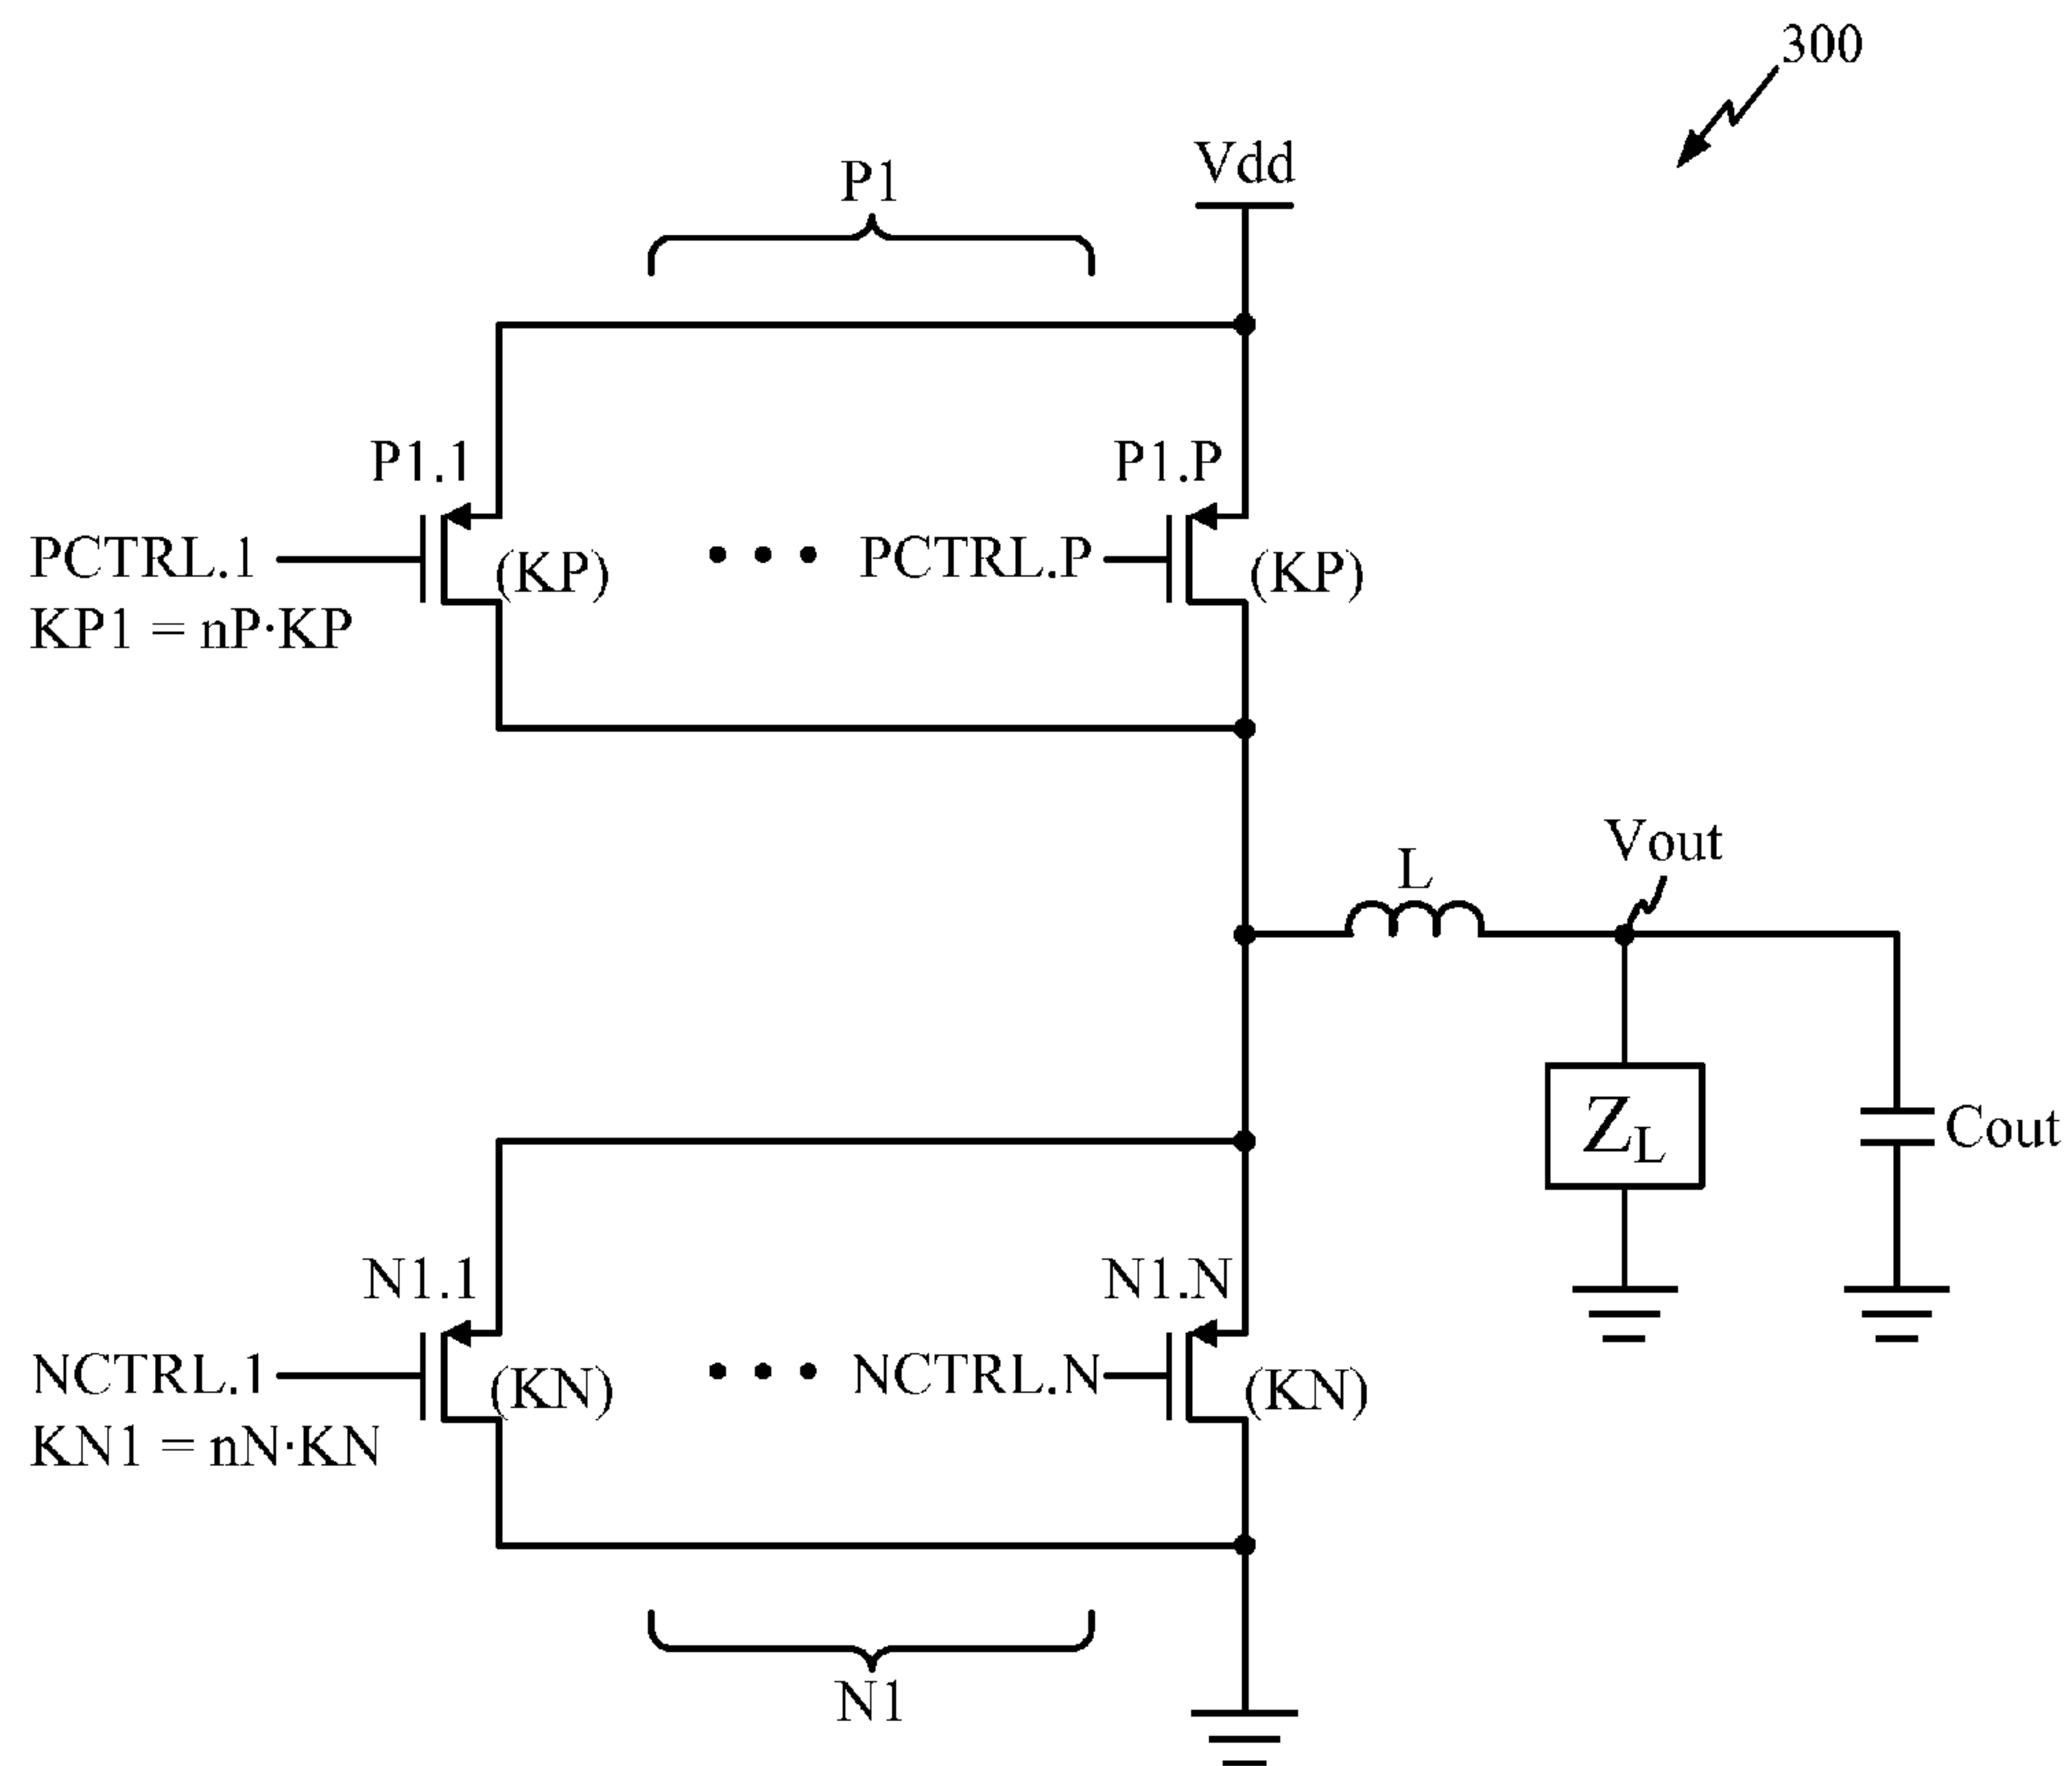 300
Vdd
P1
P1.1
P1.P
PCTRL.1
(KP)
PCTRL.P
(KP)
KP1 = nP·KP
Vout
L
Z_L
Cout
N1.1
N1.N
NCTRL.1
(KN)
NCTRL.N
(KN)
KN1 = nN·KN
N1